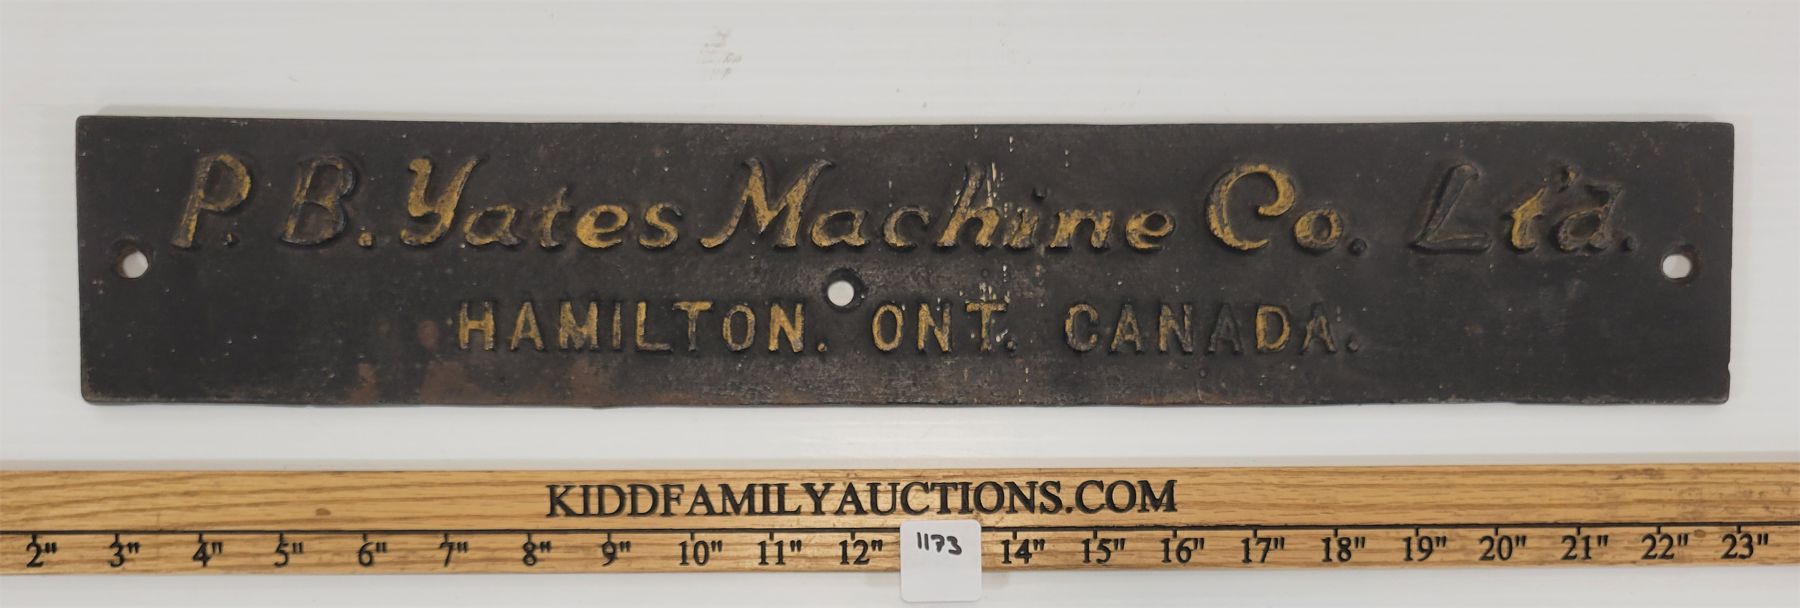 P.B. Yates Machine Co. Lt'd.
HAMILTON. ONT. CANADA.
KIDDFAMILYAUCTIONS.COM
2" 3" 4" 5" 6" 7" 8" 9" 10" 11" 12" 14" 15" 16" 17" 18" 19" 20" 21" 22" 23"
1173